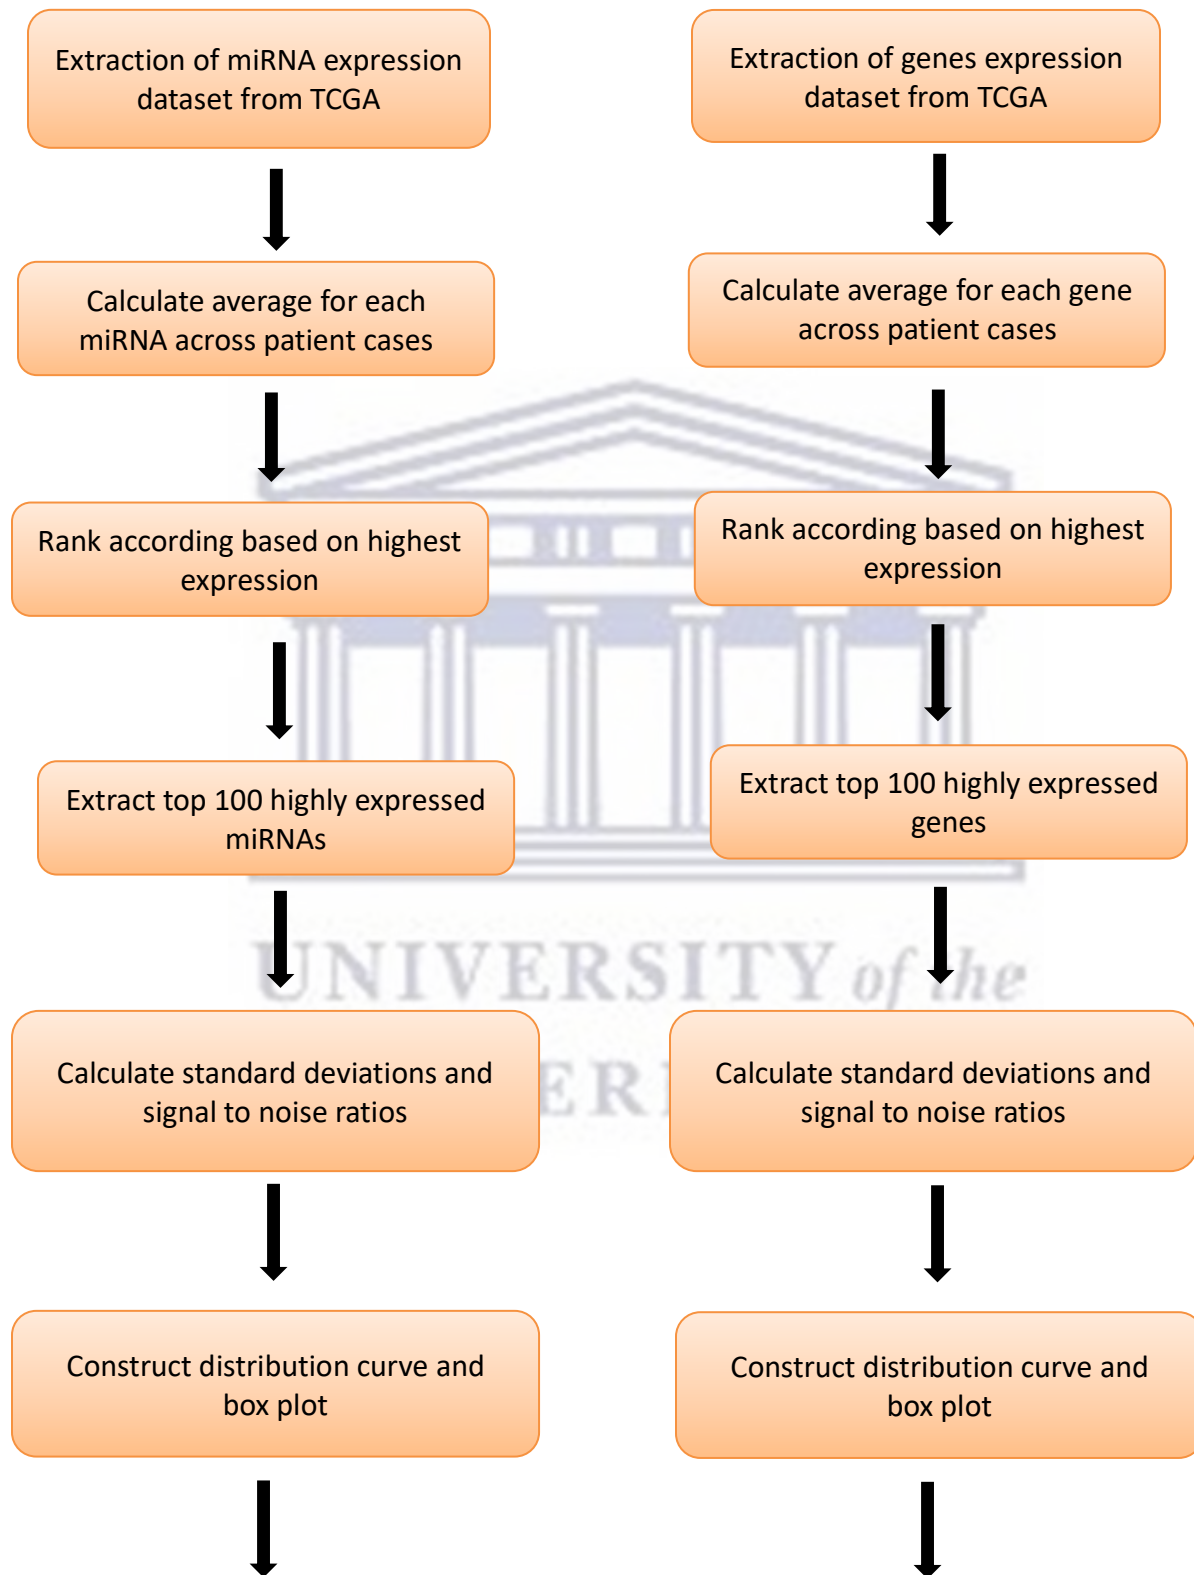 Extraction of miRNA expression
dataset from TCGA
Calculate average for each
miRNA across patient cases
Rank according based on highest
expression
Extract top 100 highly expressed
miRNAs
Calculate standard deviations and
signal to noise ratios
Construct distribution curve and
box plot
Extraction of genes expression
dataset from TCGA
Calculate average for each gene
across patient cases
Rank according based on highest
expression
Extract top 100 highly expressed
genes
Calculate standard deviations and
signal to noise ratios
Construct distribution curve and
box plot
UNIVERSITY of the